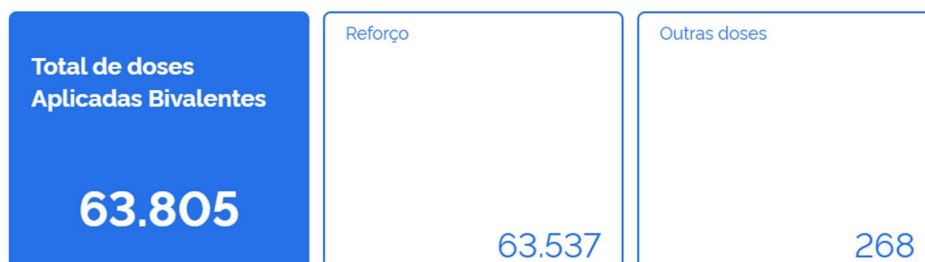 Total de doses
Aplicadas Bivalentes
63.805
Reforço
63.537
Outras doses
268